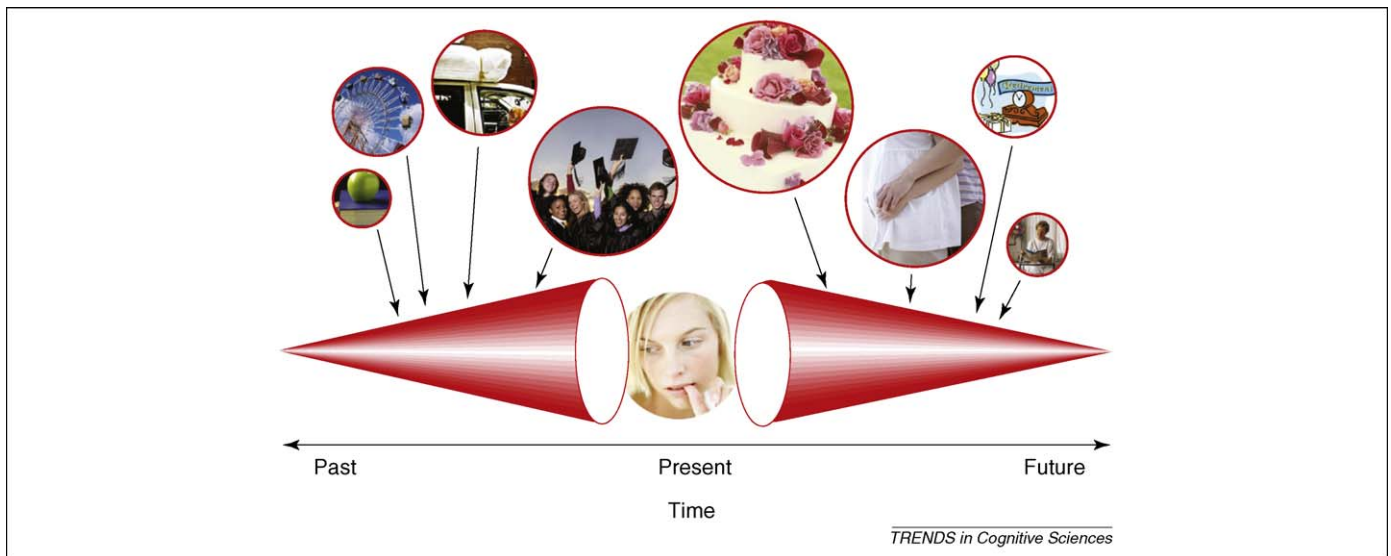 Past
Present
Future
Time
TRENDS in Cognitive Sciences